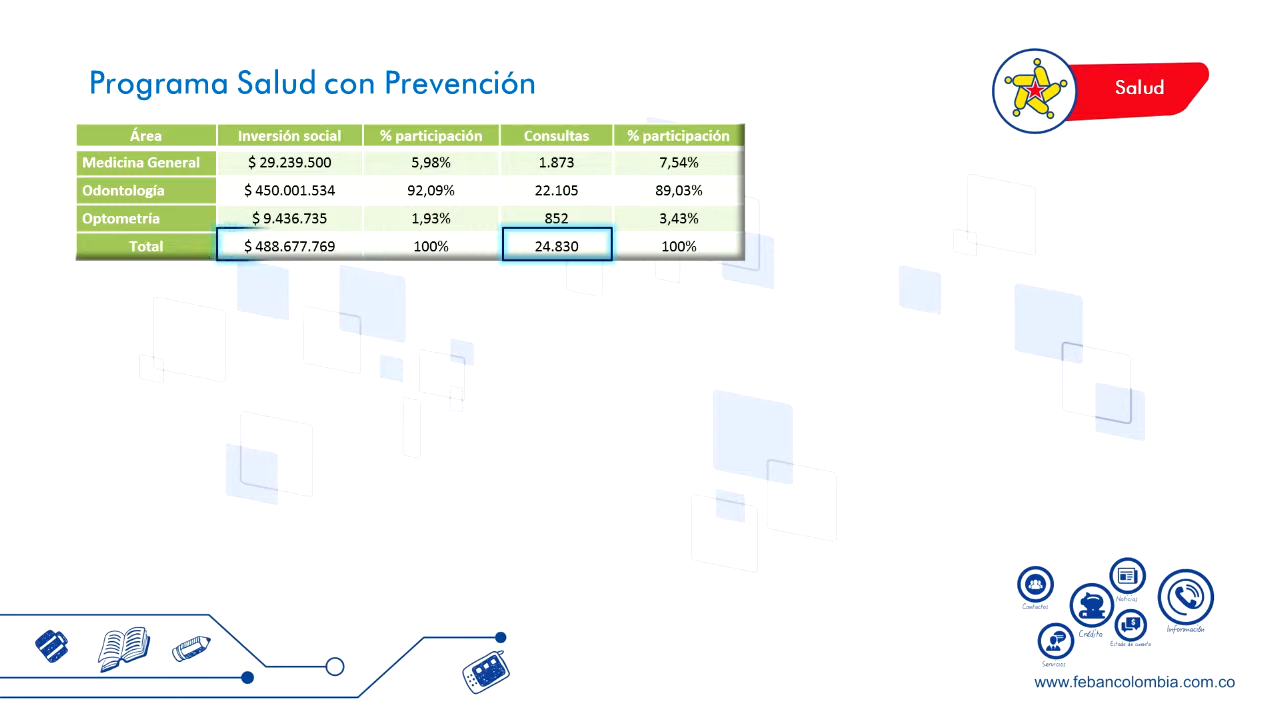 Programa Salud con Prevención
Salud
Área Inversión social % participación Consultas % participación
Medicina General $ 29.239.500 5,98% 1.873 7,54%
Odontología $ 450.001.534 92,09% 22.105 89,03%
Optometría $ 9.436.735 1,93% 852 3,43%
Total $ 488.677.769 100% 24.830 100%
Contactos
Noticias
Crédito
Información
Estado de cuenta
Servicios
www.febancolombia.com.co